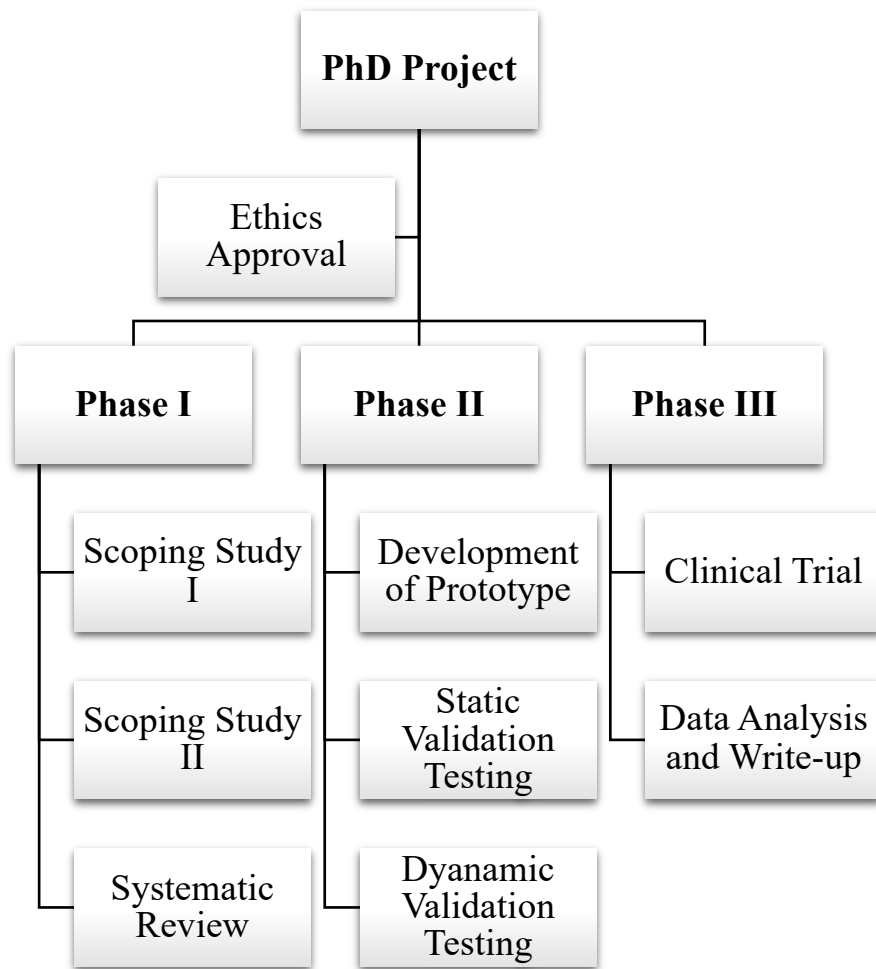 PhD Project
Ethics
Approval
Phase I
Phase II
Phase III
Scoping Study
I
Scoping Study
II
Systematic
Review
Development
of Prototype
Static
Validation
Testing
Dyanamic
Validation
Testing
Clinical Trial
Data Analysis
and Write-up